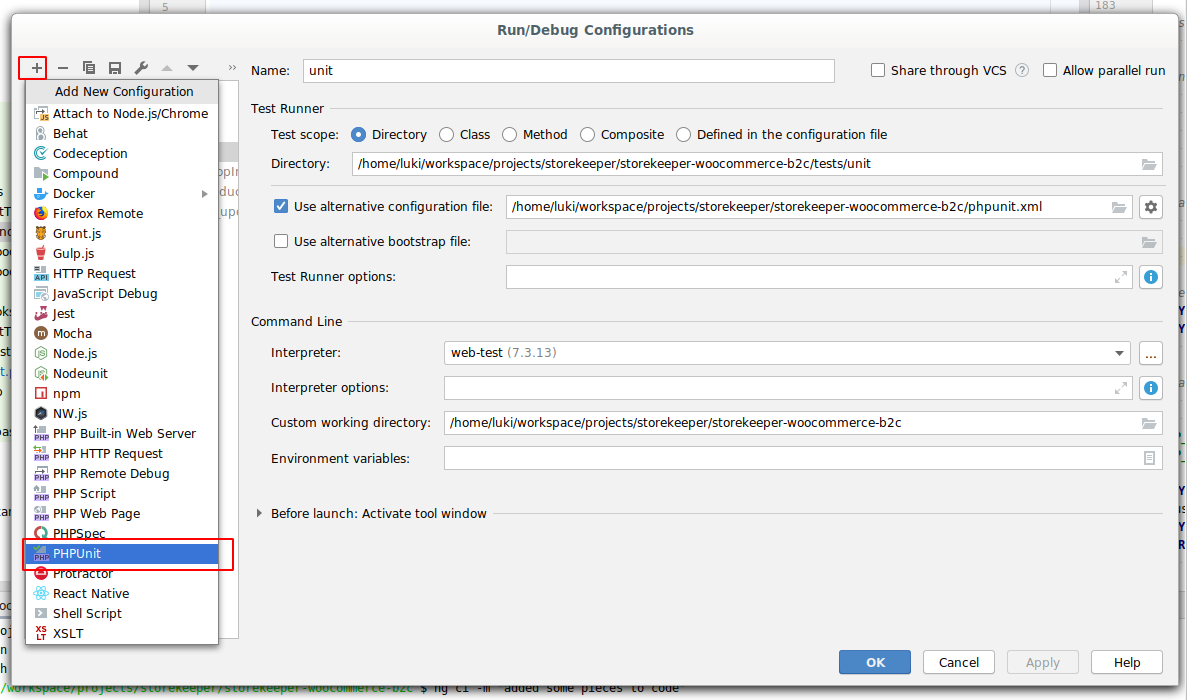 5
183
Run/Debug Configurations
Add New Configuration
Attach to Node.js/Chrome
Behat
Codeception
Compound
Docker
Firefox Remote
Grunt.js
Gulp.js
HTTP Request
JavaScript Debug
Jest
Mocha
Node.js
Nodeunit
npm
NW.js
PHP Built-in Web Server
PHP HTTP Request
PHP Remote Debug
PHP Script
PHP Web Page
PHPSpec
PHPUnit
Protractor
React Native
Shell Script
XSLT
Name: unit
Share through VCS
Allow parallel run
Test Runner
Test scope: Directory Class Method Composite Defined in the configuration file
Directory: /home/luki/workspace/projects/storekeeper/storekeeper-woocommerce-b2c/tests/unit
Use alternative configuration file: /home/luki/workspace/projects/storekeeper/storekeeper-woocommerce-b2c/phpunit.xml
Use alternative bootstrap file:
Test Runner options:
Command Line
Interpreter: web-test (7.3.13) ...
Interpreter options:
Custom working directory: /home/luki/workspace/projects/storekeeper/storekeeper-woocommerce-b2c
Environment variables:
Before launch: Activate tool window
OK Cancel Apply Help
/workspace/projects/storekeeper/storekeeper-woocommerce-b2c $ hg ci -m added some pieces to code